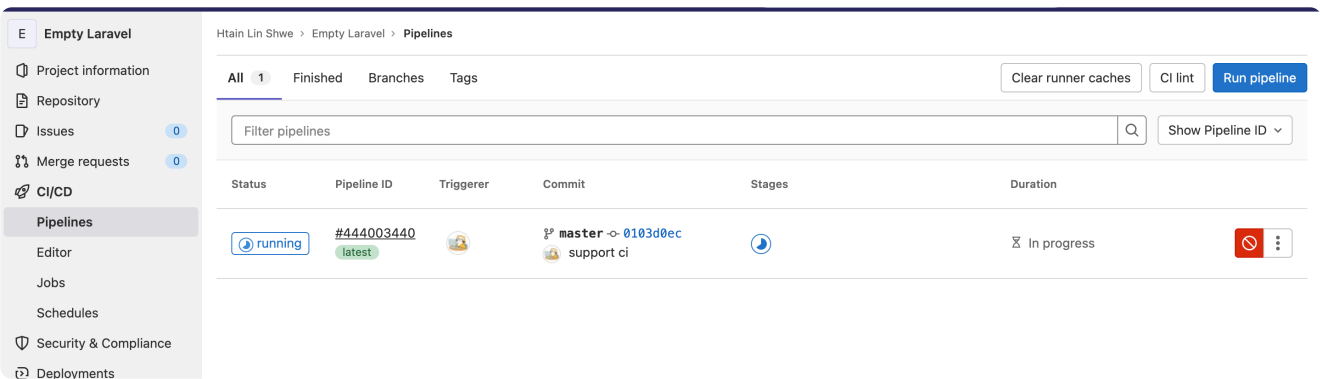 E Empty Laravel
Project information
Repository
Issues 0
Merge requests 0
CI/CD
Pipelines
Editor
Jobs
Schedules
Security & Compliance
Deployments
Htain Lin Shwe > Empty Laravel > Pipelines
All 1 Finished Branches Tags
Clear runner caches CI lint Run pipeline
Filter pipelines Show Pipeline ID
Status Pipeline ID Triggerer Commit Stages Duration
running #444003440 master 0103d0ec In progress
latest support ci